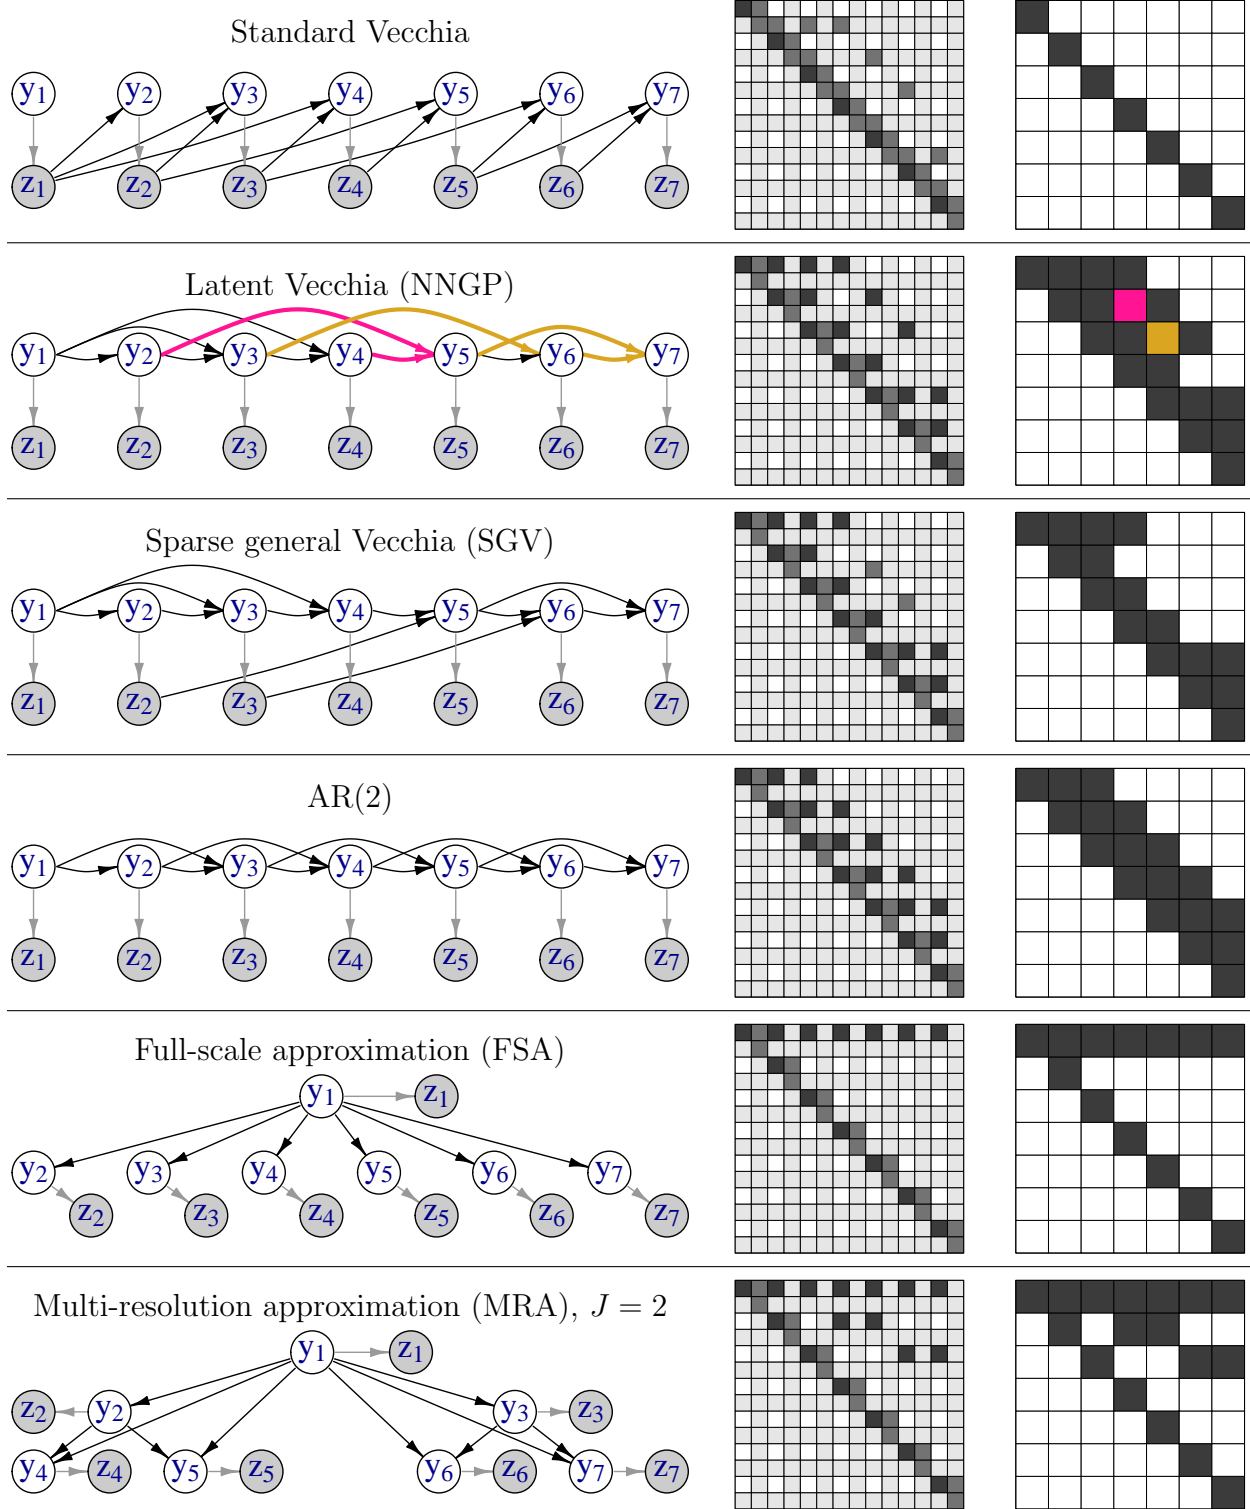 Standard Vecchia
y1 y2 y3 y4 y5 y6 y7
z1 z2 z3 z4 z5 z6 z7
Latent Vecchia (NNGP)
y1 y2 y3 y4 y5 y6 y7
z1 z2 z3 z4 z5 z6 z7
Sparse general Vecchia (SGV)
y1 y2 y3 y4 y5 y6 y7
z1 z2 z3 z4 z5 z6 z7
AR(2)
y1 y2 y3 y4 y5 y6 y7
z1 z2 z3 z4 z5 z6 z7
Full-scale approximation (FSA)
y1 z1
y2 y3 y4 y5 y6 y7
z2 z3 z4 z5 z6 z7
Multi-resolution approximation (MRA), J = 2
y1 z1
z2 y2 y3 z3
y4 z4 y5 z5 y6 z6 y7 z7